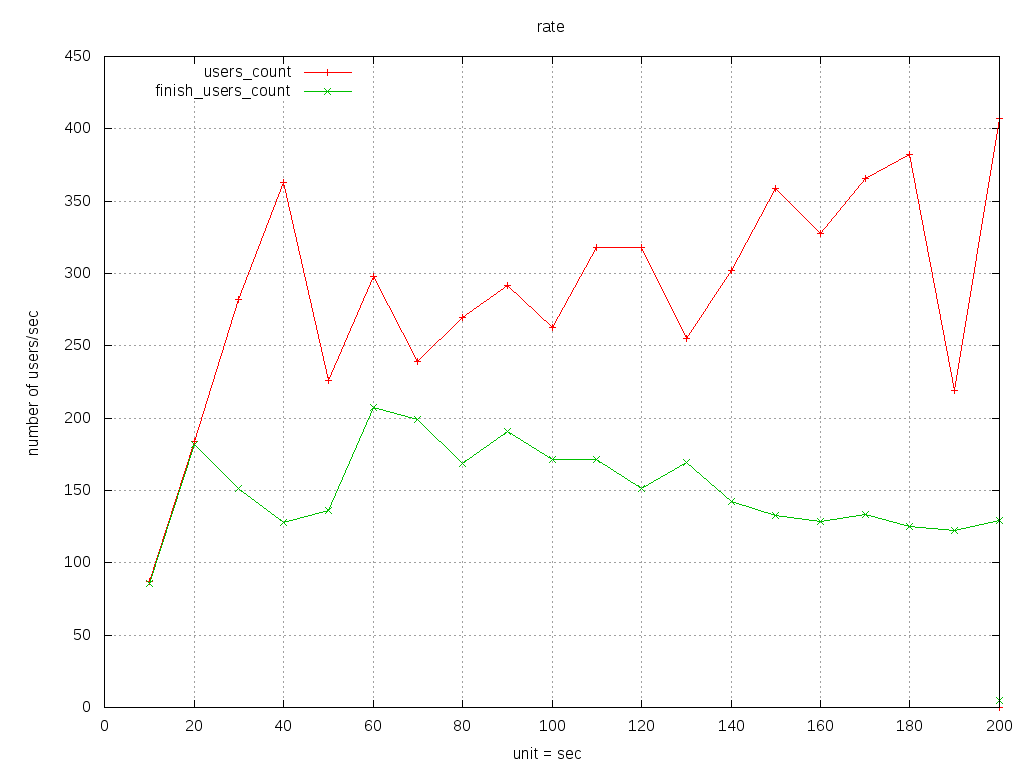 rate
450
users_count
finish_users_count
400
350
300
250
200
150
100
50
0
number of users/sec
0 20 40 60 80 100 120 140 160 180 200
unit = sec